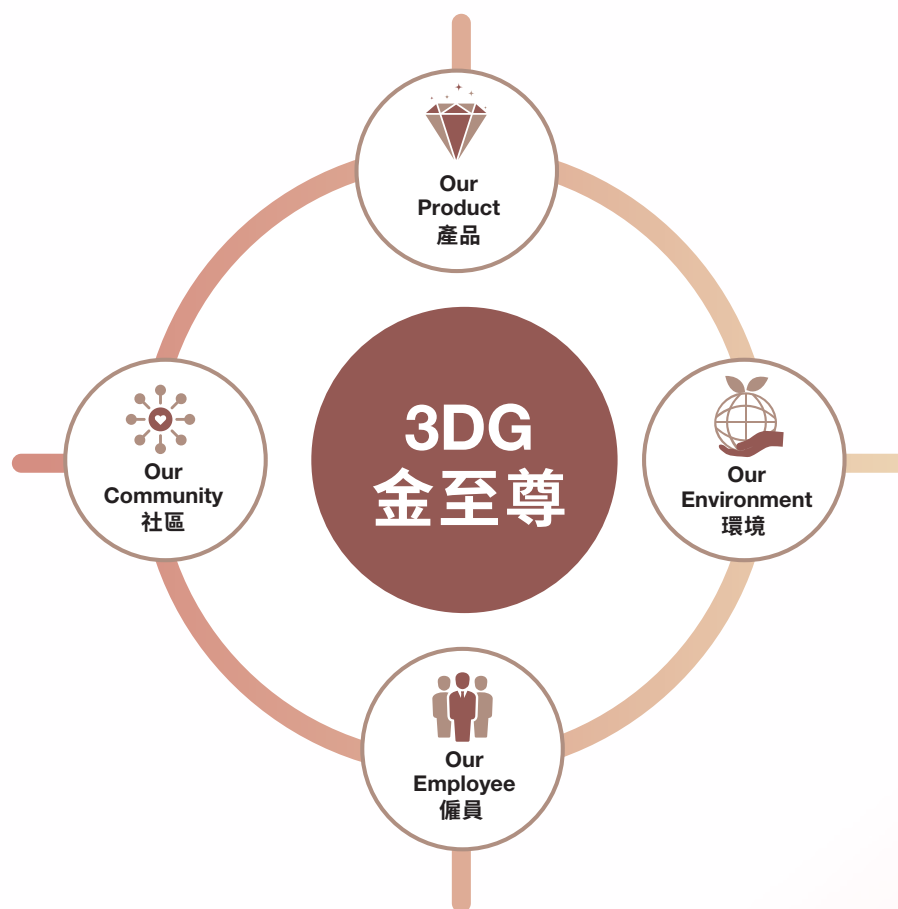 Our
Product
產品
Our
Community
社區
3DG
金至尊
Our
Environment
環境
Our
Employee
僱員